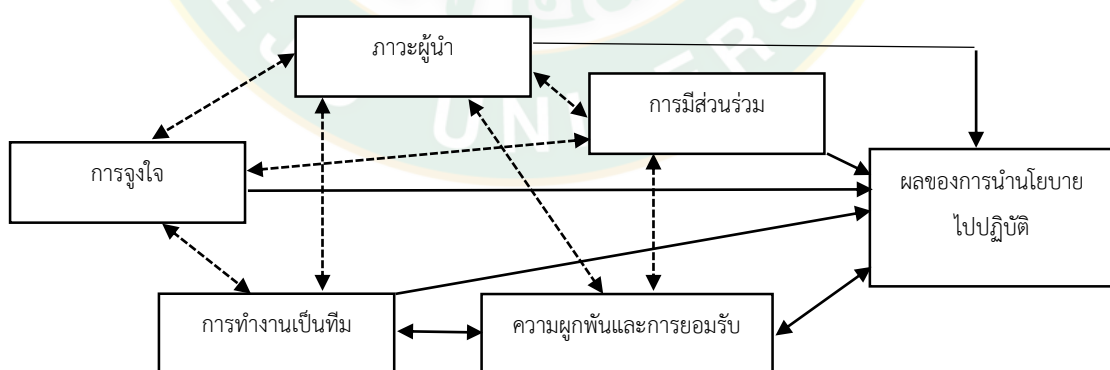 ภาวะผู้นำ
การมีส่วนร่วม
การจูงใจ
ผลของการนำนโยบาย
ไปปฏิบัติ
การทำงานเป็นทีม
ความผูกพันและการยอมรับ
UNI